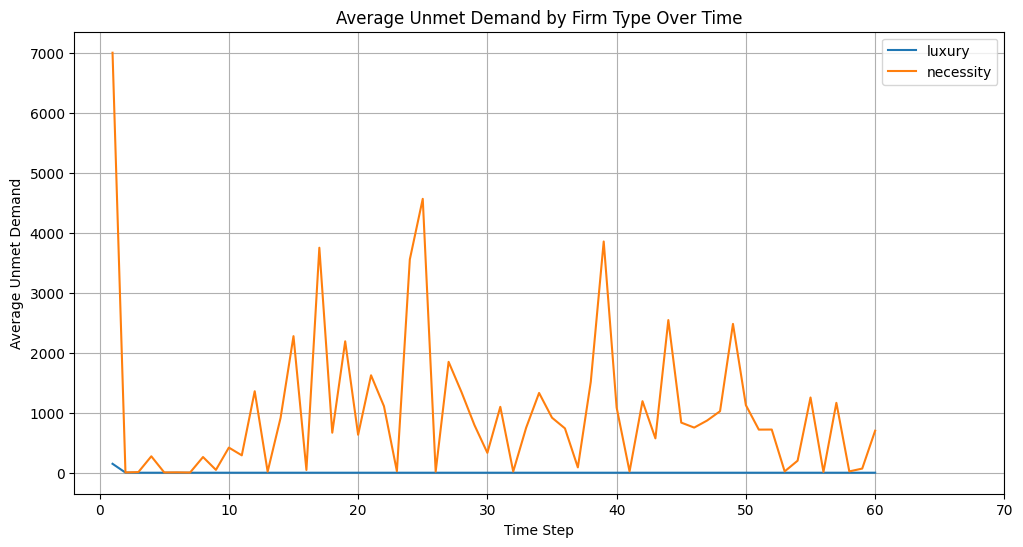 Average Unmet Demand by Firm Type Over Time
luxury
necessity
Average Unmet Demand
7000
6000
5000
4000
3000
2000
1000
0
0 10 20 30 40 50 60 70
Time Step